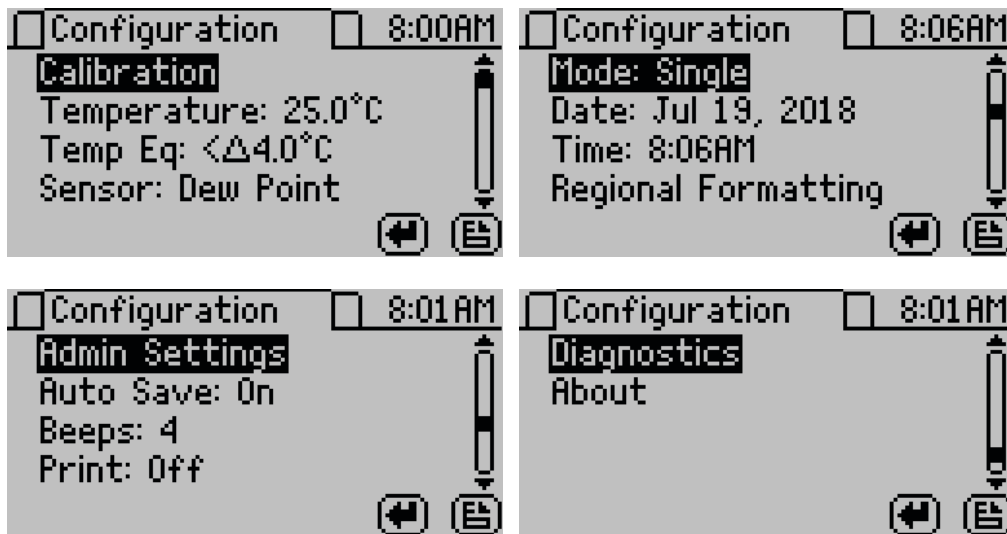 Configuration 8:00AM
Calibration
Temperature: 25.0°C
Temp Eq: <△4.0°C
Sensor: Dew Point
Configuration 8:06AM
Mode: Single
Date: Jul 19, 2018
Time: 8:06AM
Regional Formatting
Configuration 8:01AM
Admin Settings
Auto Save: On
Beeps: 4
Print: Off
Configuration 8:01AM
Diagnostics
About